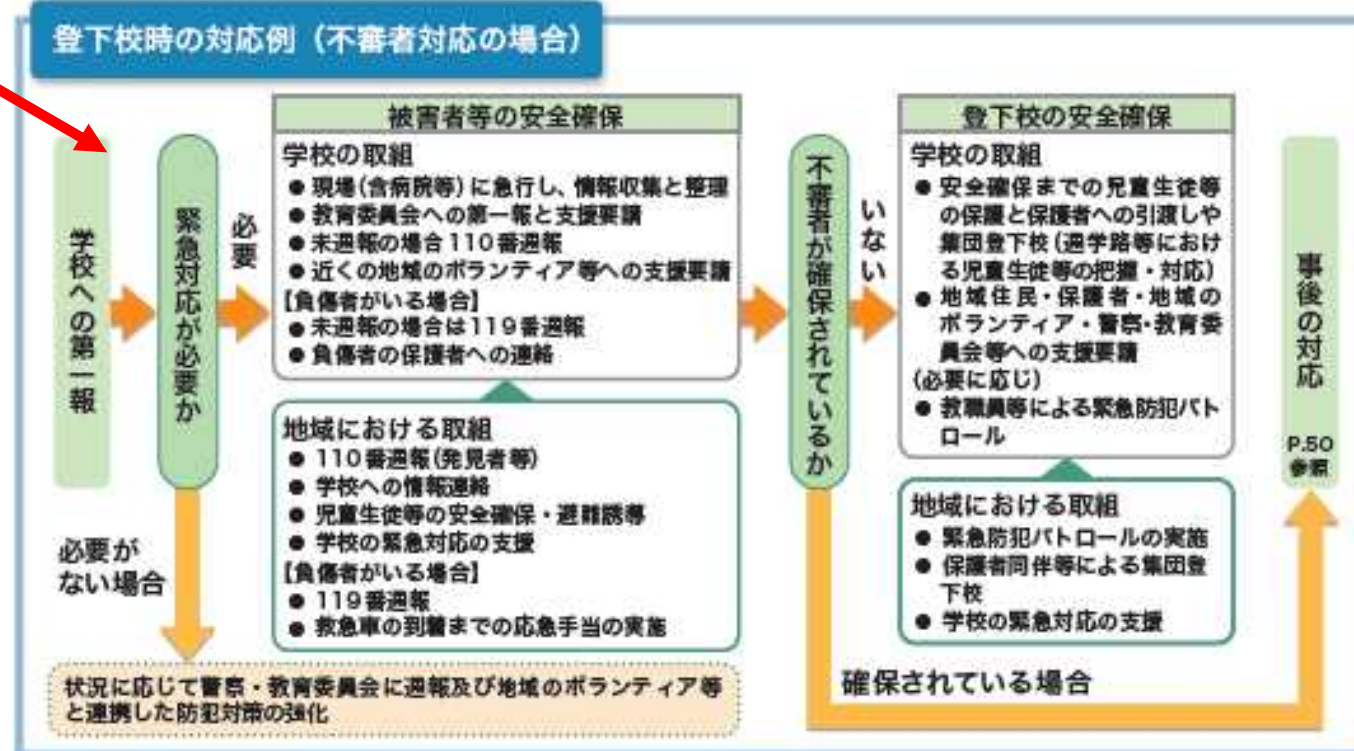 登下校時の対応例（不審者対応の場合）
学校への第一報
緊急対応が必要か
必要
必要が
ない場合
被害者等の安全確保
学校の取組
● 現場（含病院等）に急行し、情報収集と整理
● 教育委員会への第一報と支援要請
● 未通報の場合110番通報
● 近くの地域のボランティア等への支援要請
【負傷者がいる場合】
● 未通報の場合は119番通報
● 負傷者の保護者への連絡
地域における取組
● 110番通報（発見者等）
● 学校への情報連絡
● 児童生徒等の安全確保・避難誘導
● 学校の緊急対応の支援
【負傷者がいる場合】
● 119番通報
● 救急車の到着までの応急手当の実施
状況に応じて警察・教育委員会に通報及び地域のボランティア等
と連携した防犯対策の強化
不審者が確保されているか
いない
確保されている場合
登下校の安全確保
学校の取組
● 安全確保までの児童生徒等
の保護と保護者への引渡しや
集団登下校（通学路等におけ
る児童生徒等の把握・対応）
● 地域住民・保護者・地域の
ボランティア・警察・教育委
員会等への支援要請
（必要に応じ）
● 教職員等による緊急防犯パト
ロール
地域における取組
● 緊急防犯パトロールの実施
● 保護者同伴等による集団登
下校
● 学校の緊急対応の支援
事後の対応
P.50
参照